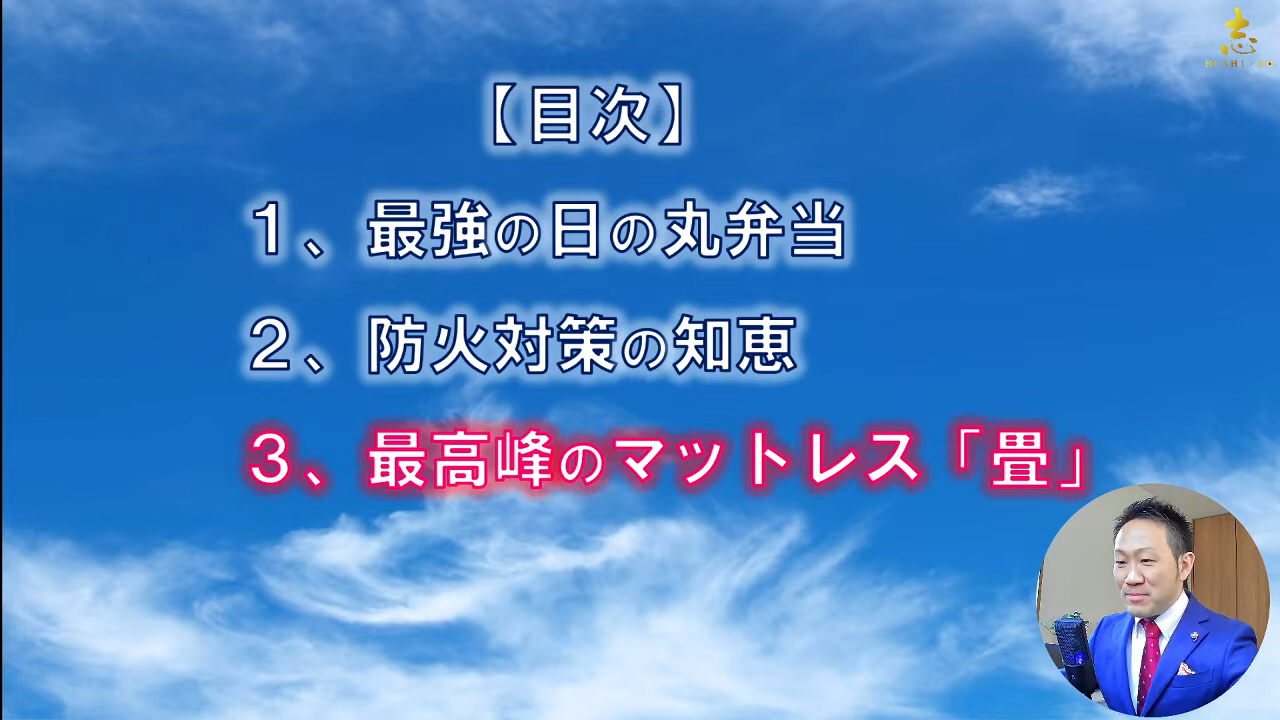 志
【目次】
１、最強の日の丸弁当
２、防火対策の知恵
３、最高峰のマットレス「畳」